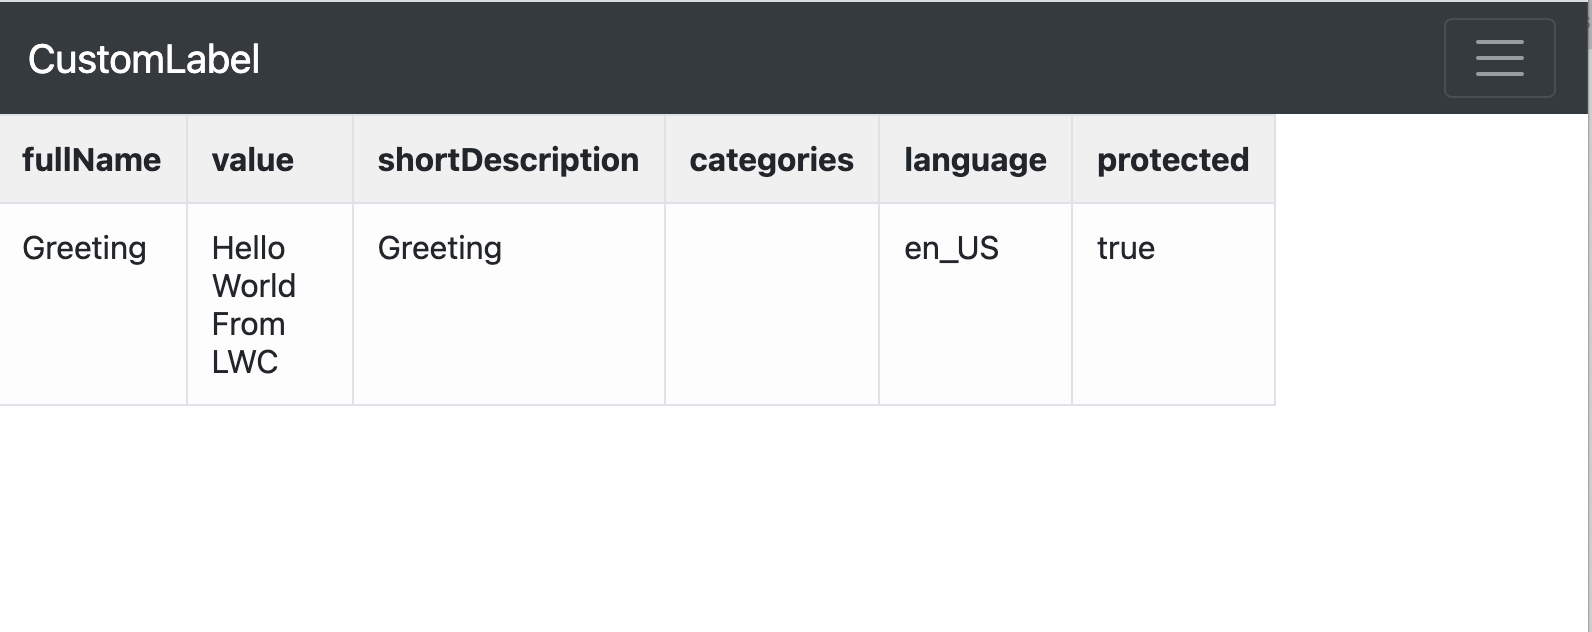 CustomLabel
fullName value shortDescription categories language protected
Greeting Hello Greeting en_US true
World
From
LWC